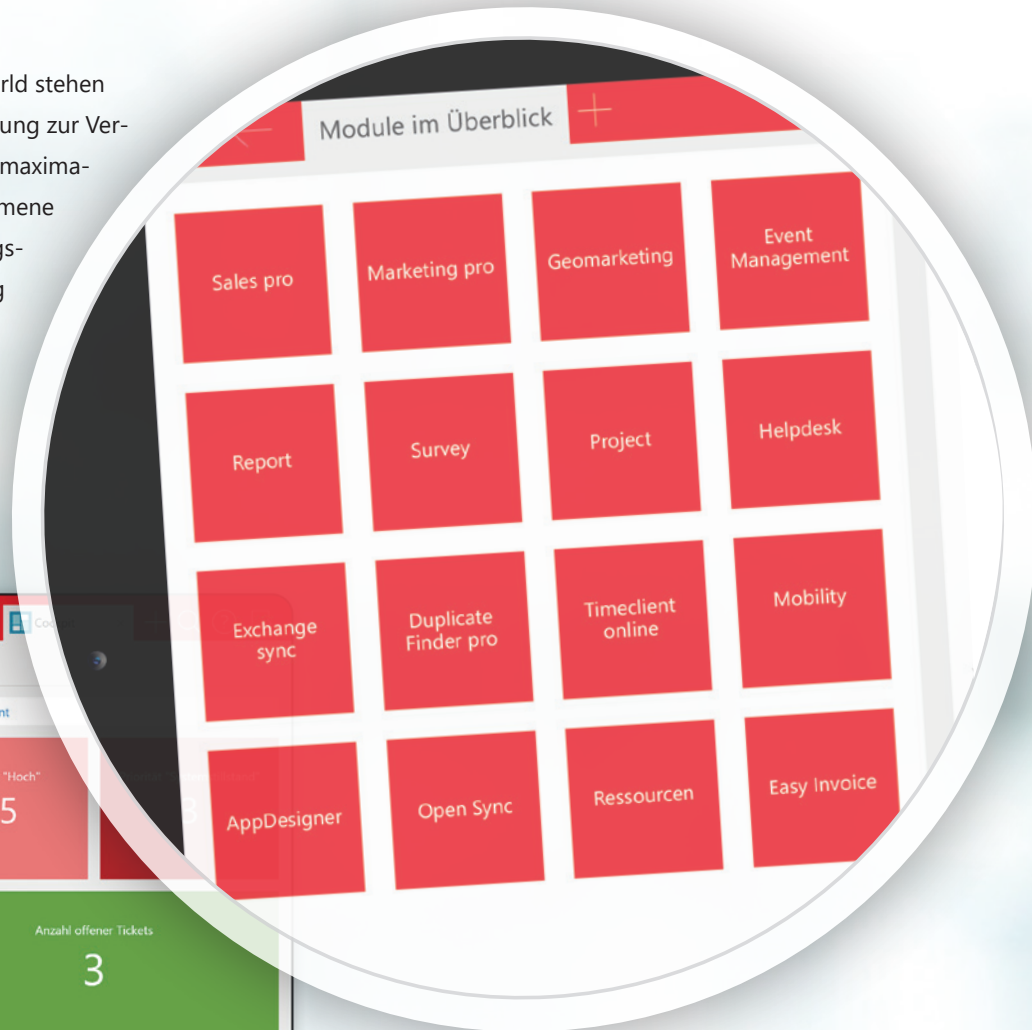 rld stehen
ung zur Ver-
maxima-
mene
gs-
g
Module im Überblick
Sales pro
Marketing pro
Geomarketing
Event
Management
Report
Survey
Project
Helpdesk
Exchange
sync
Duplicate
Finder pro
Timeclient
online
Mobility
AppDesigner
Open Sync
Ressourcen
Easy Invoice
nt
"Hoch"
5
3
Anzahl offener Tickets
3